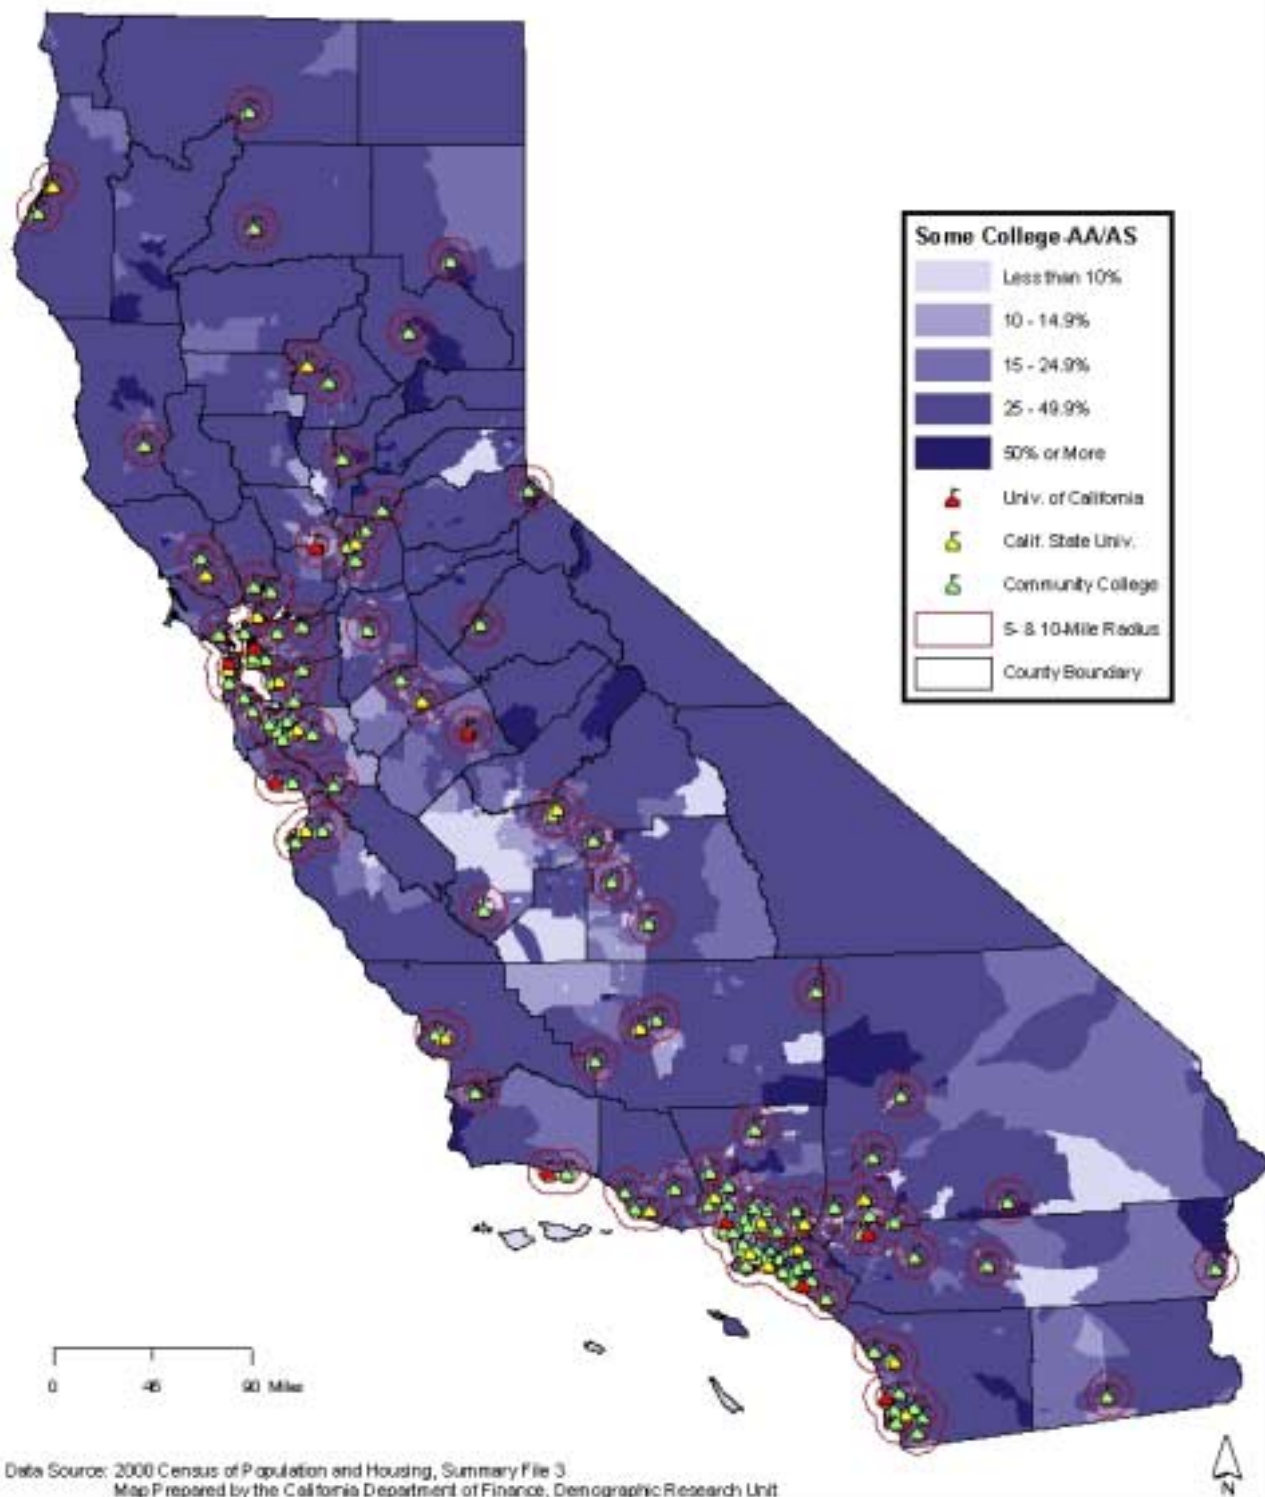 Some College-AA/AS
Less than 10%
10 - 14.9%
15 - 24.9%
25 - 49.9%
50% or More
Univ. of California
Calif. State Univ.
Community College
5- & 10-Mile Radius
County Boundary
0 45 90 Miles
Data Source: 2000 Census of Population and Housing, Summary File 3
Map Prepared by the California Department of Finance, Demographic Research Unit
N